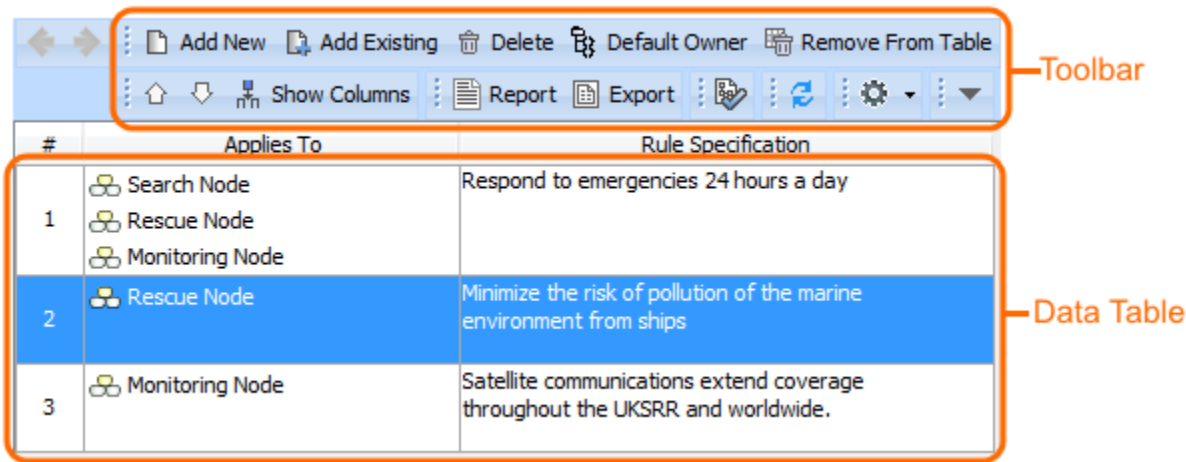 Add New Add Existing Delete Default Owner Remove From Table
Toolbar
Show Columns Report Export
# Applies To Rule Specification
1 Search Node Respond to emergencies 24 hours a day
Rescue Node
Monitoring Node
2 Rescue Node Minimize the risk of pollution of the marine
environment from ships
Data Table
3 Monitoring Node Satellite communications extend coverage
throughout the UKSRR and worldwide.